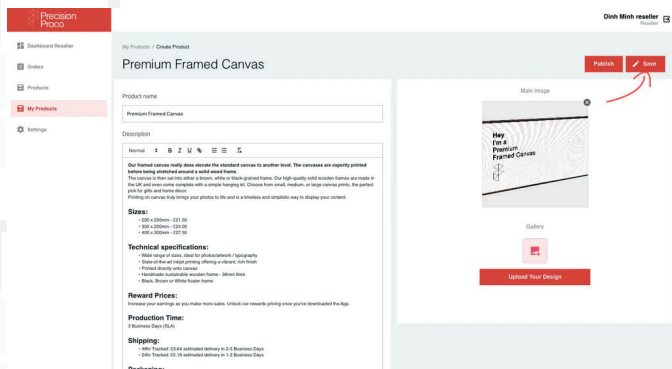 Precision
Proco
Dinh Minh reseller
Reseller
Dashboard Reseller
Orders
Products
My Products
Settings
My Products / Create Product
Premium Framed Canvas
Publish
Save
Product name
Premium Framed Canvas
Description
Normal
B I U
Our framed canvas really does elevate the standard canvas to another level. The canvases are expertly printed
before being stretched around a solid wood frame.
The canvas is then set into either a brown, white or black-grained frame. Our high-quality solid wooden frames are made in
the UK and even come complete with a simple hanging kit. Choose from small, medium, or large canvas prints, the perfect
pick for gifts and home decor.
Printing on canvas truly brings your photos to life and is a timeless and simplistic way to display your content.
Sizes:
• 200 x 200mm - £21.30
• 300 x 200mm - £24.00
• 400 x 300mm - £27.50
Technical specifications:
• Wide range of sizes, ideal for photos/artwork / typography
• State-of-the-art inkjet printing offering a vibrant, rich finish
• Printed directly onto canvas
• Handmade sustainable wooden frame - 38mm thick
• Black, Brown or White floater frame
Reward Prices:
Increase your earnings as you make more sales. Unlock our rewards pricing once you've downloaded the App.
Production Time:
3 Business Days (SLA)
Shipping:
• 48hr Tracked: £3.64 estimated delivery in 2-3 Business Days
• 24hr Tracked: £5.18 estimated delivery in 1-2 Business Days
Packaging:
Main Image
Hey
I'm a
Premium
Framed Canvas
Gallery
Upload Your Design